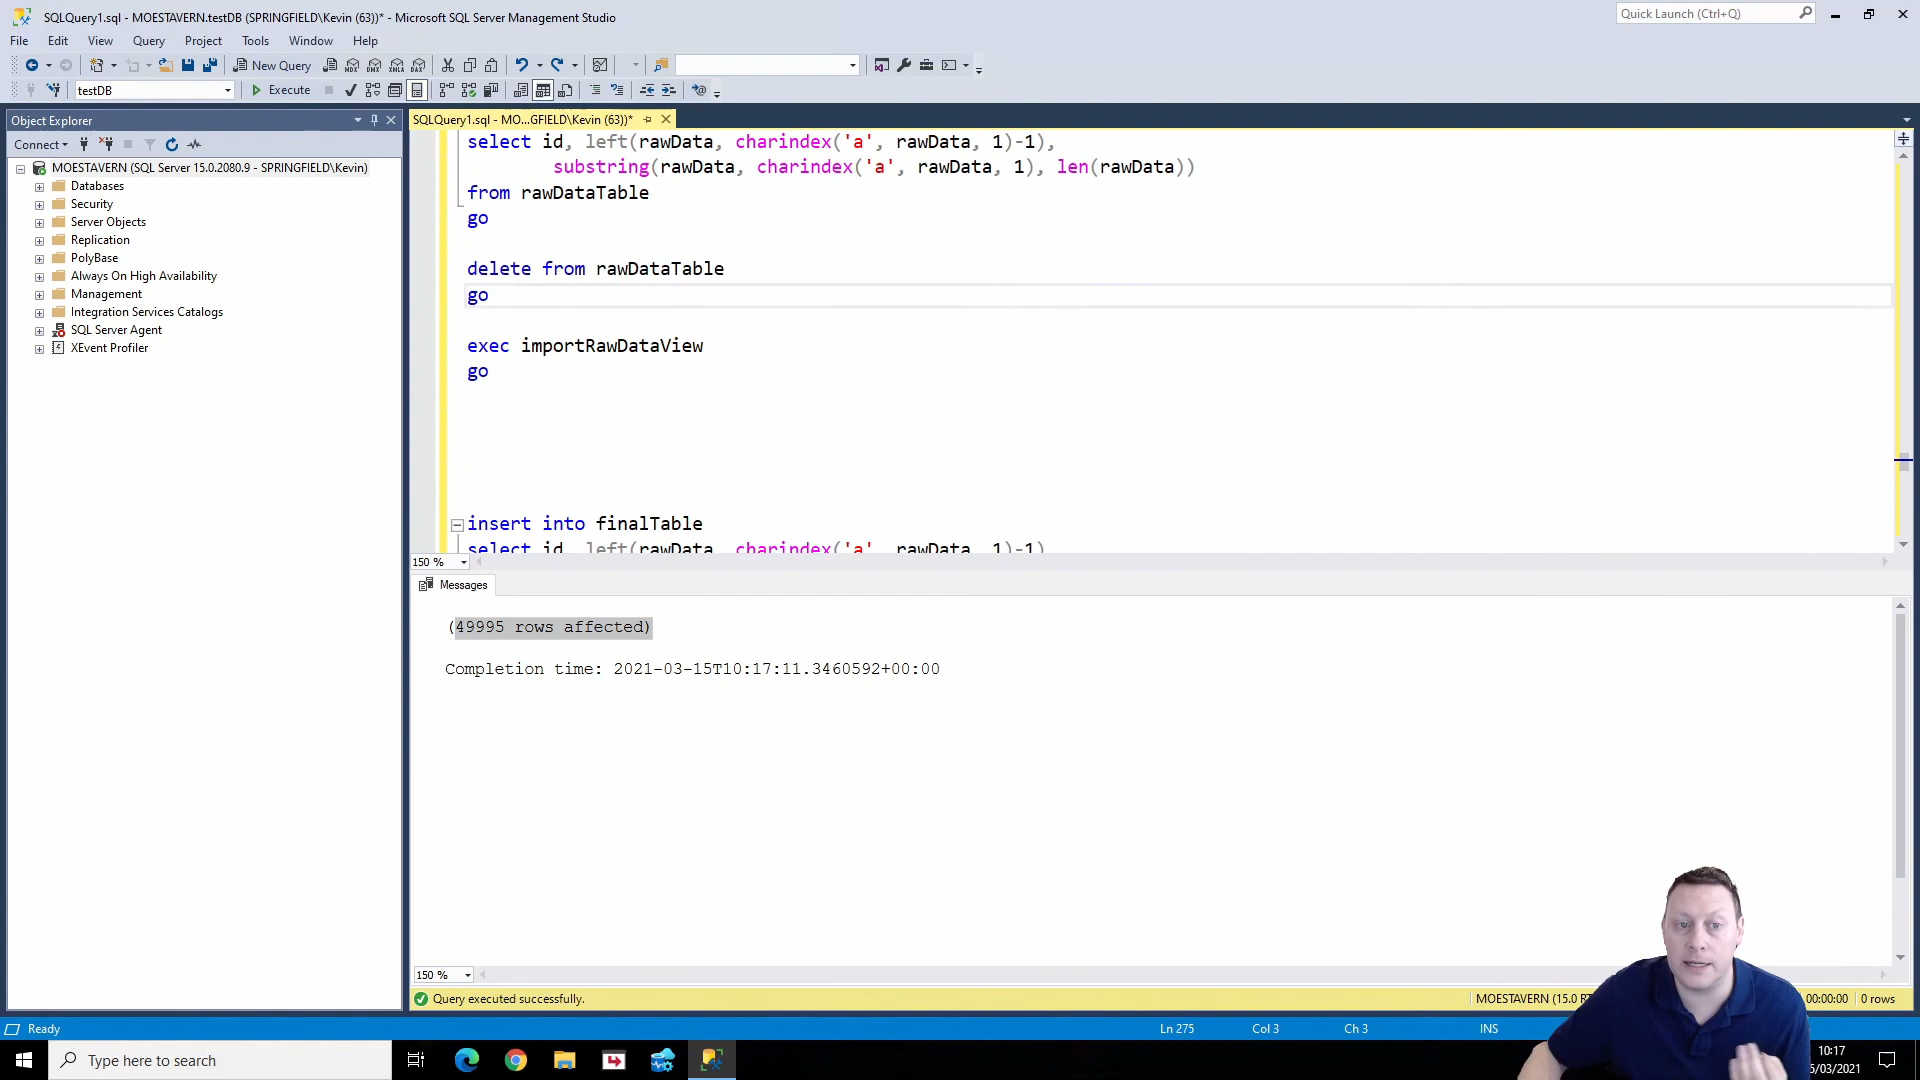 SQLQuery1.sql - MOESTAVERN.testDB (SPRINGFIELD\Kevin (63))* - Microsoft SQL Server Management Studio
Quick Launch (Ctrl+Q)
File Edit View Query Project Tools Window Help
New Query
MDX DMX XMLA DAX
testDB
Execute
Object Explorer
SQLQuery1.sql - MO...GFIELD\Kevin (63))*
Connect
MOESTAVERN (SQL Server 15.0.2080.9 - SPRINGFIELD\Kevin)
Databases
Security
Server Objects
Replication
PolyBase
Always On High Availability
Management
Integration Services Catalogs
SQL Server Agent
XEvent Profiler
select id, left(rawData, charindex('a', rawData, 1)-1),
substring(rawData, charindex('a', rawData, 1), len(rawData))
from rawDataTable
go
delete from rawDataTable
go
exec importRawDataView
go
insert into finalTable
select id, left(rawData, charindex('a', rawData, 1)-1)
150 %
Messages
(49995 rows affected)
Completion time: 2021-03-15T10:17:11.3460592+00:00
150 %
Query executed successfully.
MOESTAVERN (15.0
00:00:00
0 rows
Ready
Ln 275
Col 3
Ch 3
INS
Type here to search
10:17
/03/2021